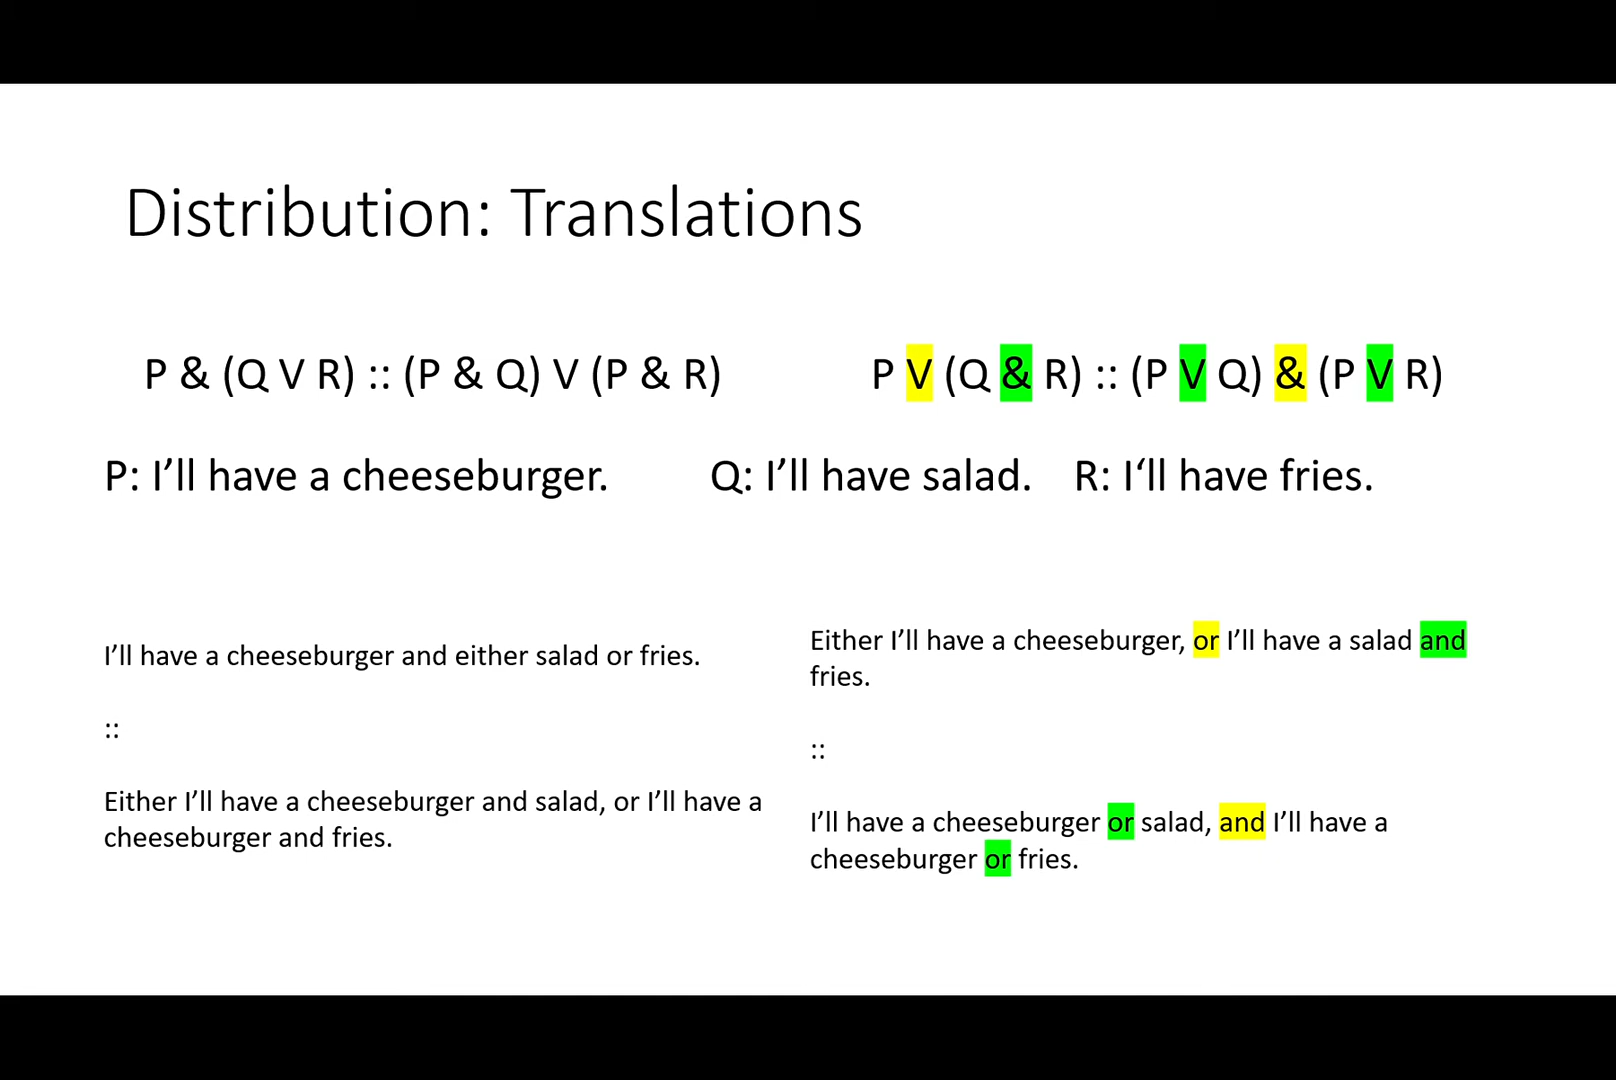 Distribution: Translations
P & (Q V R) :: (P & Q) V (P & R)
P V (Q & R) :: (P V Q) & (P V R)
P: I’ll have a cheeseburger.
Q: I’ll have salad.
R: I‘ll have fries.
I’ll have a cheeseburger and either salad or fries.
::
Either I’ll have a cheeseburger and salad, or I’ll have a
cheeseburger and fries.
Either I’ll have a cheeseburger, or I’ll have a salad and
fries.
::
I’ll have a cheeseburger or salad, and I’ll have a
cheeseburger or fries.